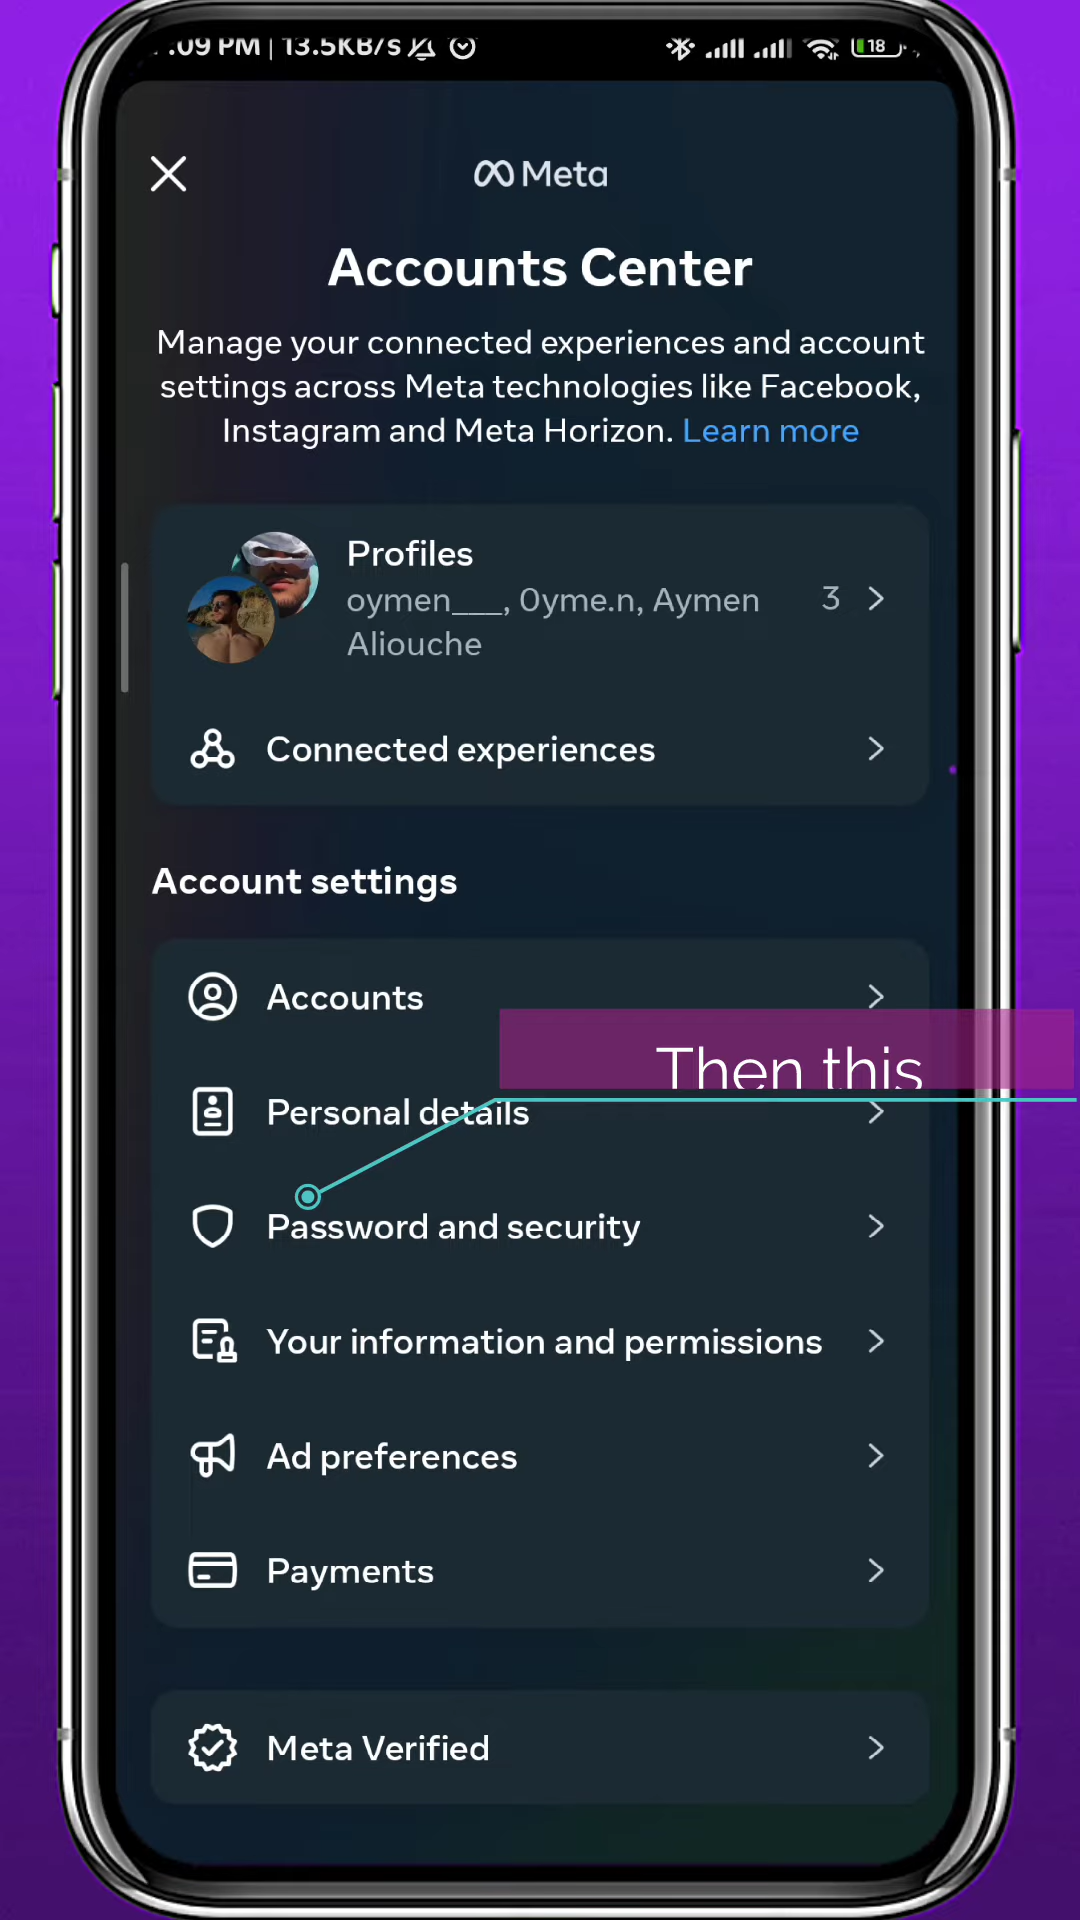 :09 PM | 13.5KB/s
18
Meta
Accounts Center
Manage your connected experiences and account
settings across Meta technologies like Facebook,
Instagram and Meta Horizon. Learn more
Profiles
oymen___, 0yme.n, Aymen
Aliouche
3
Connected experiences
Account settings
Accounts
Then this
Personal details
Password and security
Your information and permissions
Ad preferences
Payments
Meta Verified